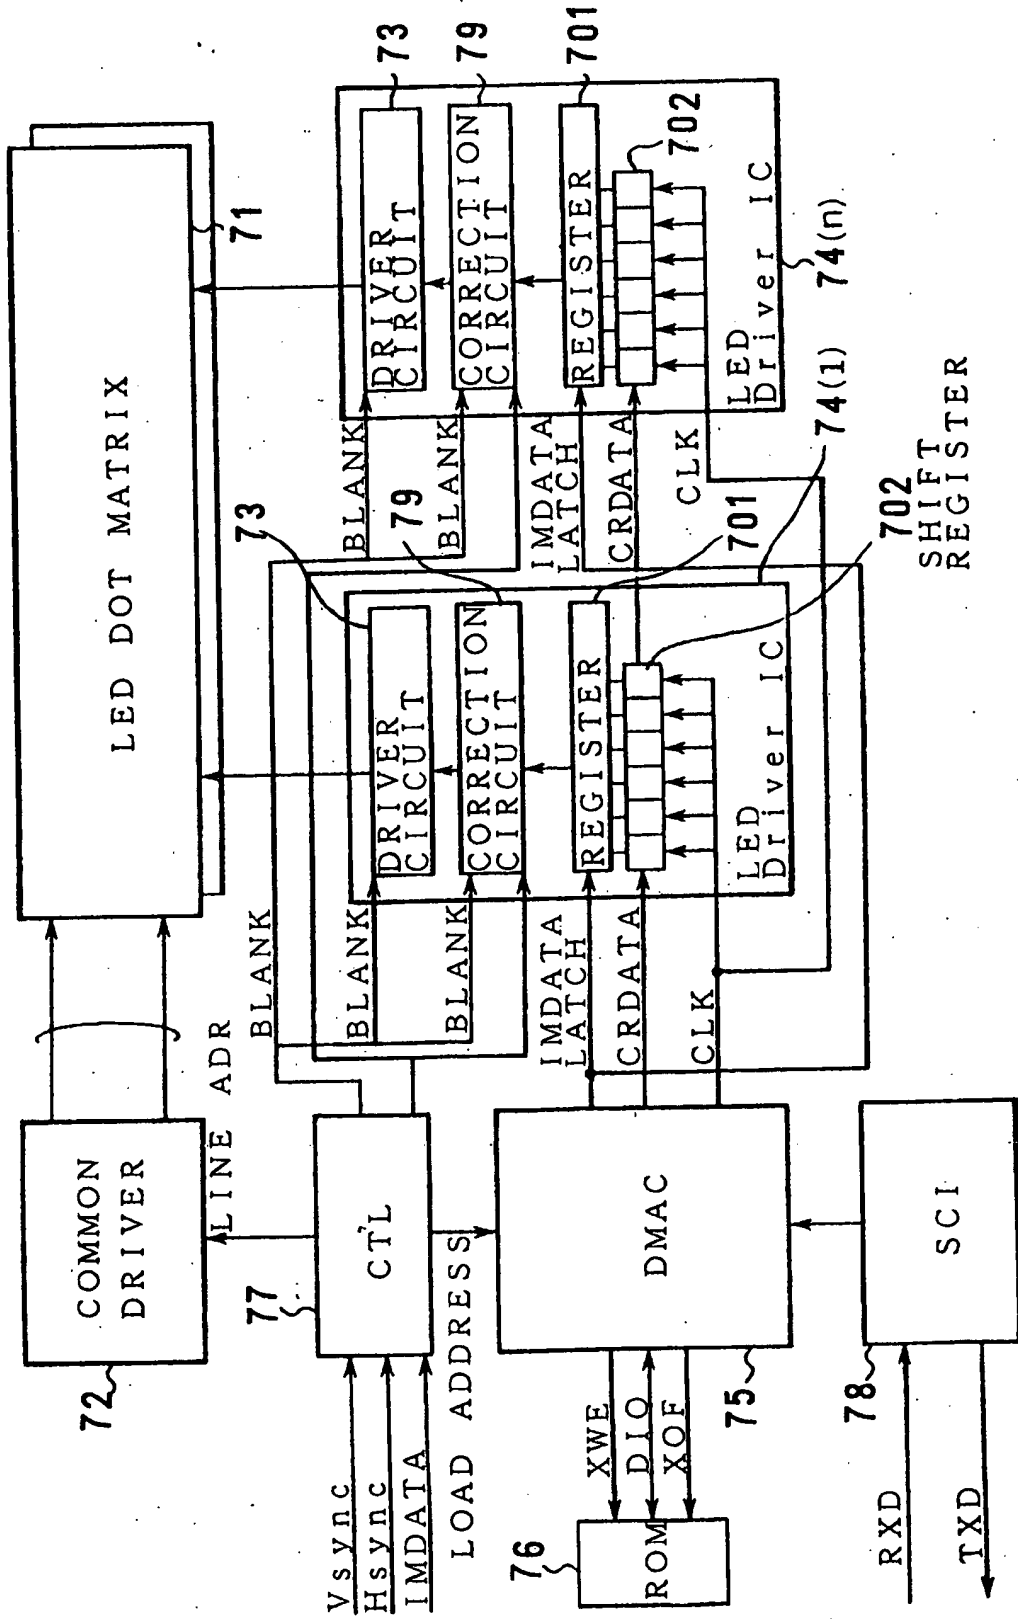 LED DOT MATRIX
71
COMMON
DRIVER
72
LINE ADR
BLANK
73
73
BLANK
DRIVER
CIRCUIT
BLANK
DRIVER
CIRCUIT
79
79
BLANK
CORRECTION
CIRCUIT
BLANK
CORRECTION
CIRCUIT
77
CTL
Vsync
Hsync
IMDATA
LOAD ADDRESS
IMDATA
LATCH
REGISTER
701
IMDATA
LATCH
REGISTER
701
CRDATA
CRDATA
702
CLK
CLK
LED
Driver IC
74(1)
LED
Driver IC
74(n)
702
SHIFT
REGISTER
DMAC
75
XWE
DIO
XOF
76
ROM
SCI
78
RXD
TXD